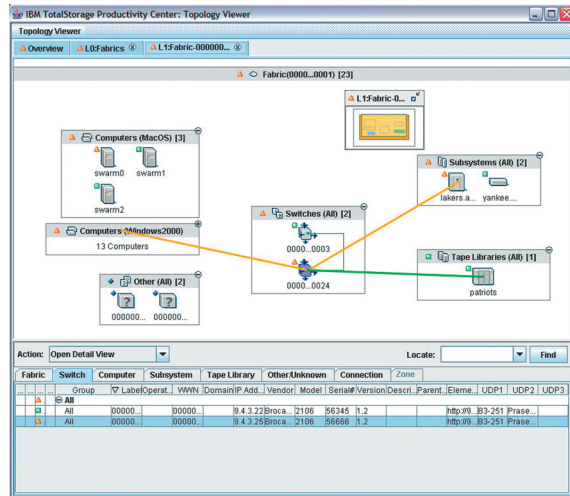 IBM TotalStorage Productivity Center: Topology Viewer
Topology Viewer
Overview L0:Fabrics L1:Fabric-000000...
Fabric(0000...0001) [23]
L1:Fabric-0...
Computers (MacOS) [3]
swarm0 swarm1
swarm2
Subsystems (All) [2]
lakers.a... yankee....
Switches (All) [2]
0000...0003
0000...0024
Computers (Windows2000)
13 Computers
Tape Libraries (All) [1]
patriots
Other (All) [2]
000000... 000000...
Action: Open Detail View Locate: Find
Fabric Switch Computer Subsystem Tape Library Other/Unknown Connection Zone
... ... ... ... Group Label Operat... WWN Domain IP Add... Vendor Model Serial# Version Descri... Parent... Eleme... UDP1 UDP2 UDP3
All
All 00000... 00000... 9.4.3.22 Broca... 2106 56345 1.2 http://9... B3-251 Prase...
All 00000... 00000... 9.4.3.25 Broca... 2106 56666 1.2 http://9... B3-251 Prase...